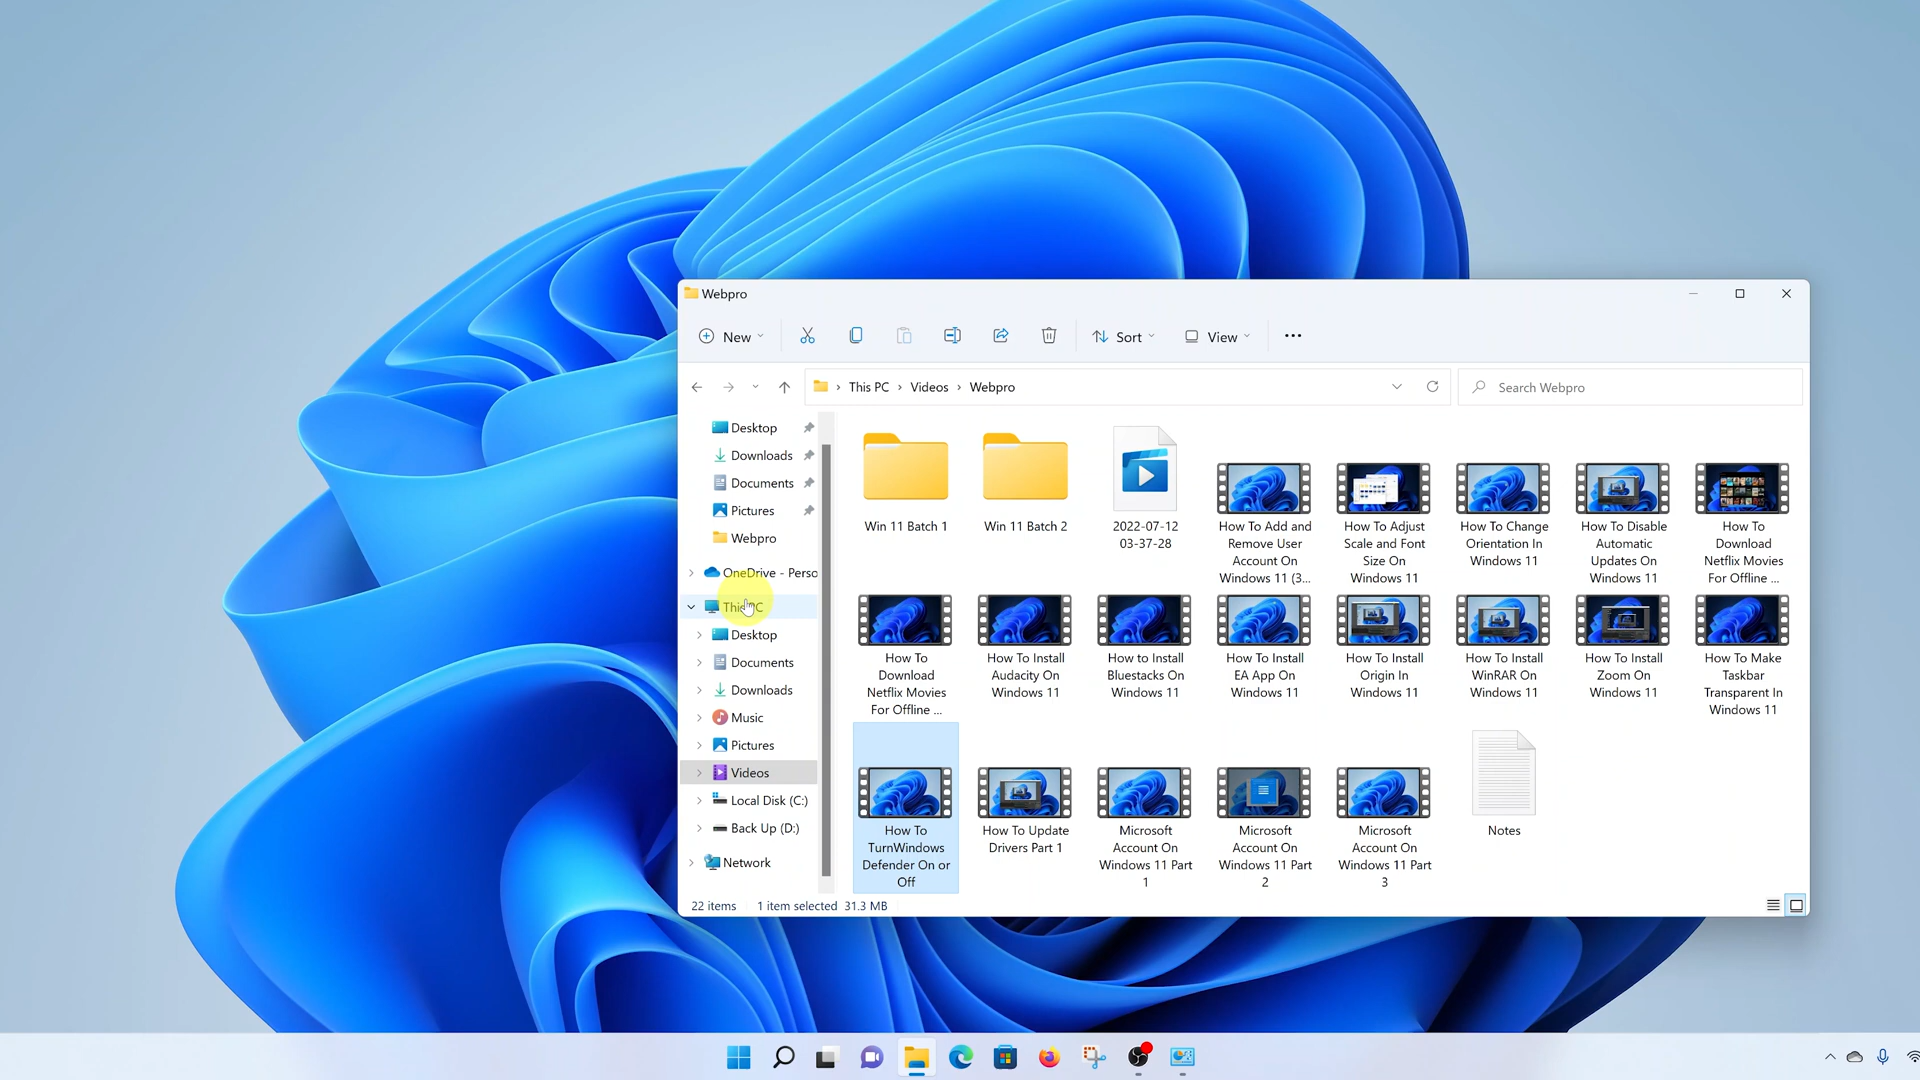 Webpro
New
Sort
View
This PC
Videos
Webpro
Search Webpro
Desktop
Downloads
Documents
Pictures
Webpro
OneDrive - Perso
This PC
Desktop
Documents
Downloads
Music
Pictures
Videos
Local Disk (C:)
Back Up (D:)
Network
Win 11 Batch 1
Win 11 Batch 2
2022-07-12
03-37-28
How To Add and
Remove User
Account On
Windows 11 (3...
How To Adjust
Scale and Font
Size On
Windows 11
How To Change
Orientation In
Windows 11
How To Disable
Automatic
Updates On
Windows 11
How To
Download
Netflix Movies
For Offline ...
How To
Download
Netflix Movies
For Offline ...
How To Install
Audacity On
Windows 11
How to Install
Bluestacks On
Windows 11
How To Install
EA App On
Windows 11
How To Install
Origin In
Windows 11
How To Install
WinRAR On
Windows 11
How To Install
Zoom On
Windows 11
How To Make
Taskbar
Transparent In
Windows 11
How To
TurnWindows
Defender On or
Off
How To Update
Drivers Part 1
Microsoft
Account On
Windows 11 Part
1
Microsoft
Account On
Windows 11 Part
2
Microsoft
Account On
Windows 11 Part
3
Notes
22 items
1 item selected 31.3 MB